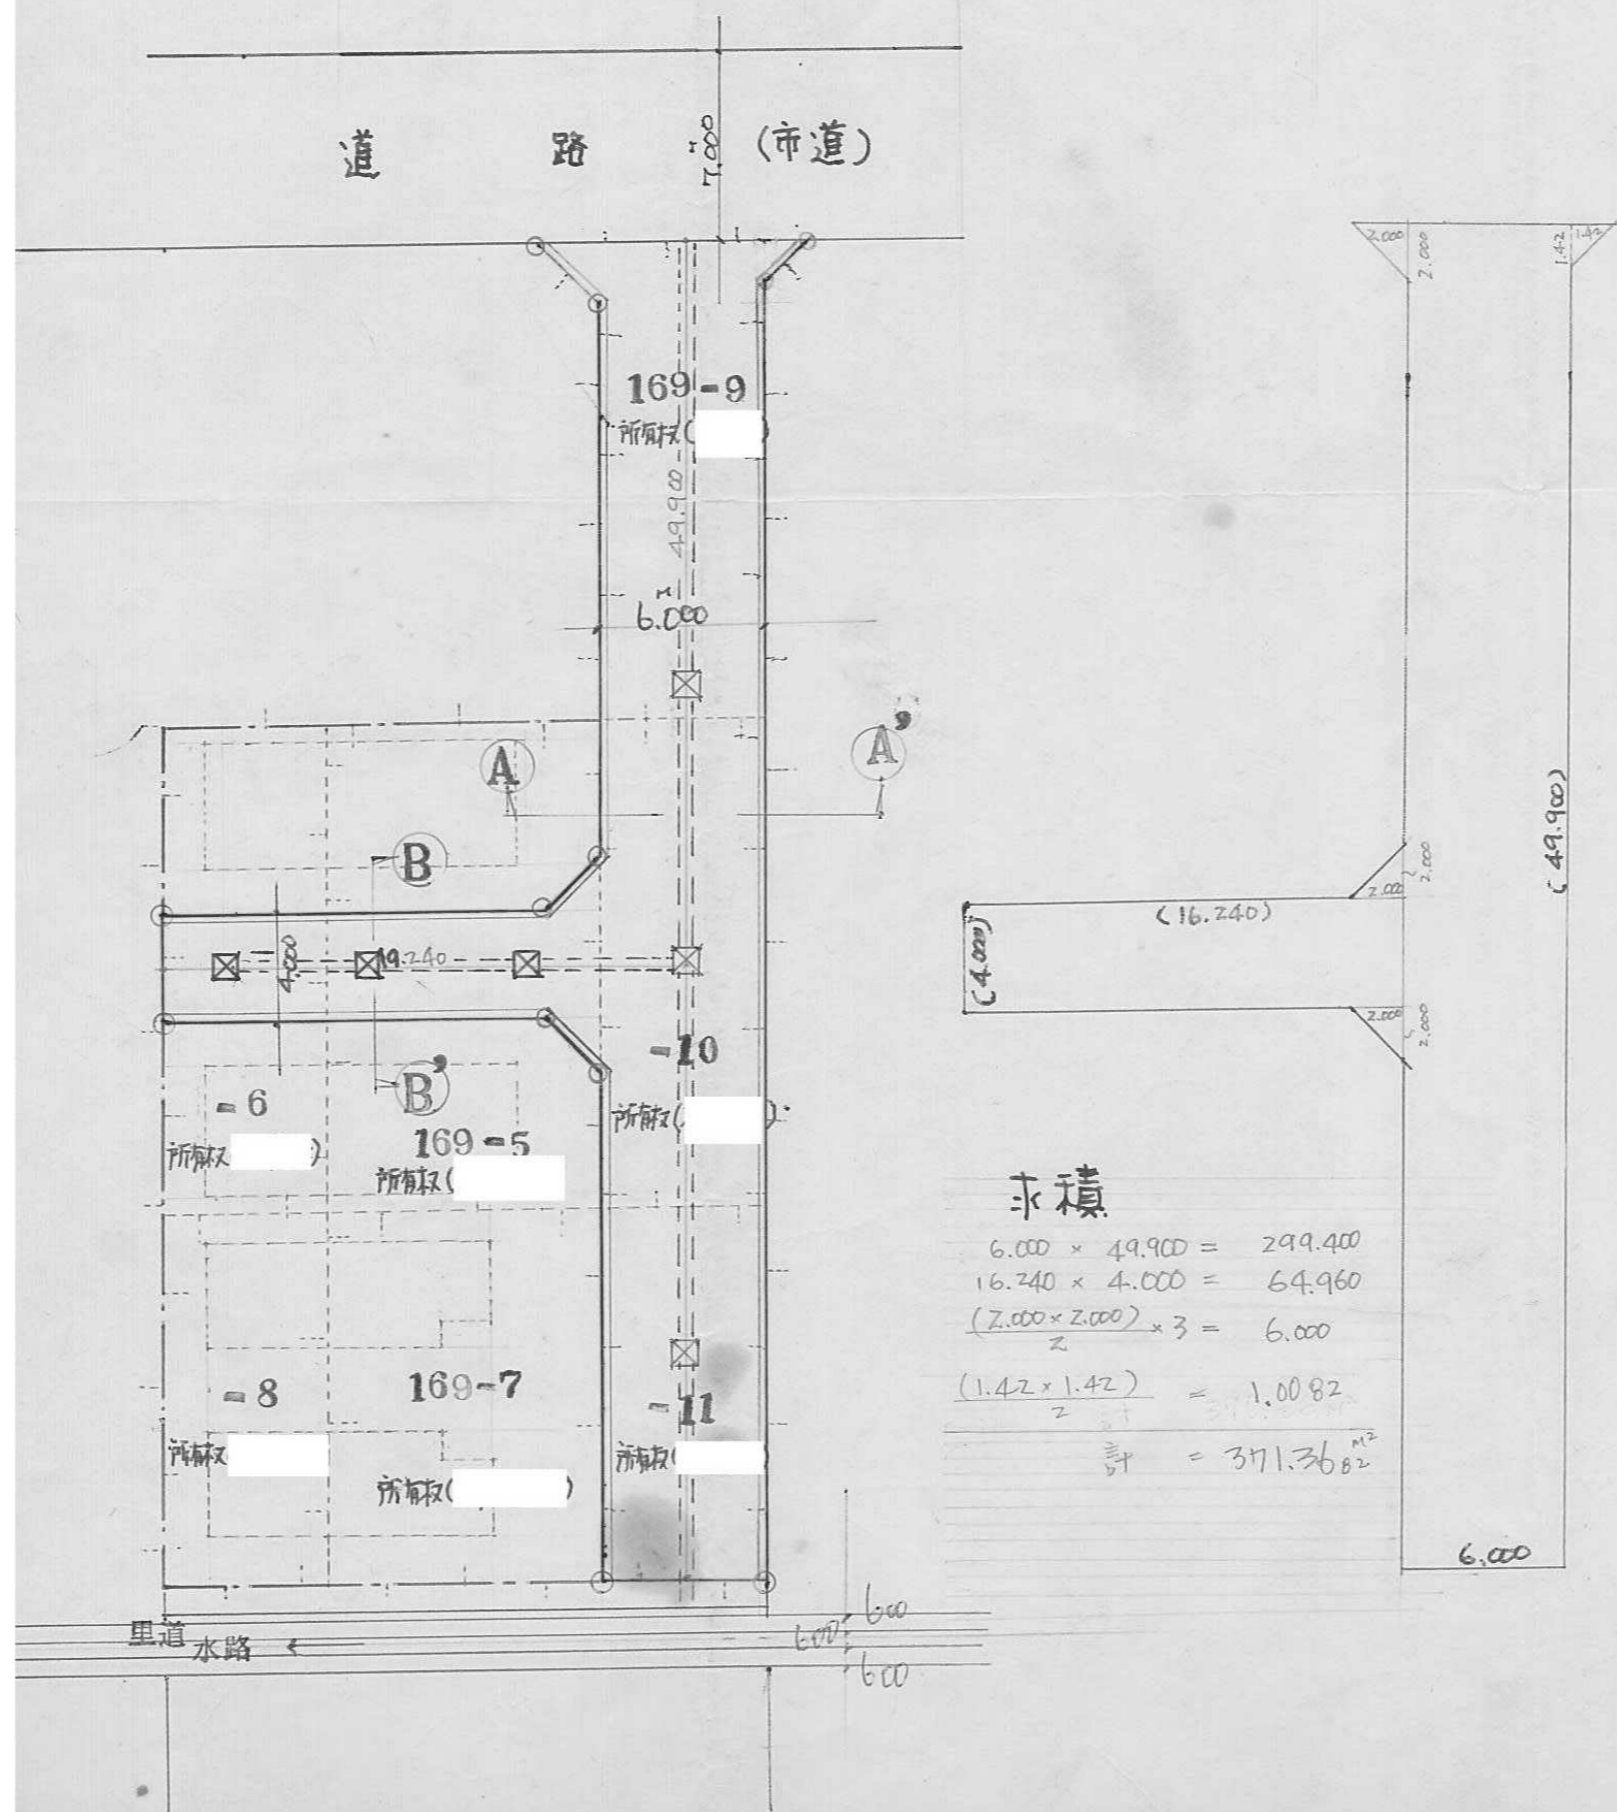 道路 (市道)
7.000 M
2.000
2.000
1.42
1.42
169-9
所有权(
49.900
6.000 M
A
A'
B
(49.900)
2.000
2.000
(16.240)
(4.000)
4.000
19.240
2.000
2.000
-10
所有权( )
B'
-6
所有权 )
169-5
所有权(
求積
6.000 × 49.900 = 299.400
16.240 × 4.000 = 64.960
(2.000×2.000)/2 ×3 = 6.000
(1.42×1.42)/2 = 1.0082
計 = 371.3682 M2
-8
所有权
169-7
所有权( )
-11
所有权(
6.000
里道
水路 ←
600
600
600